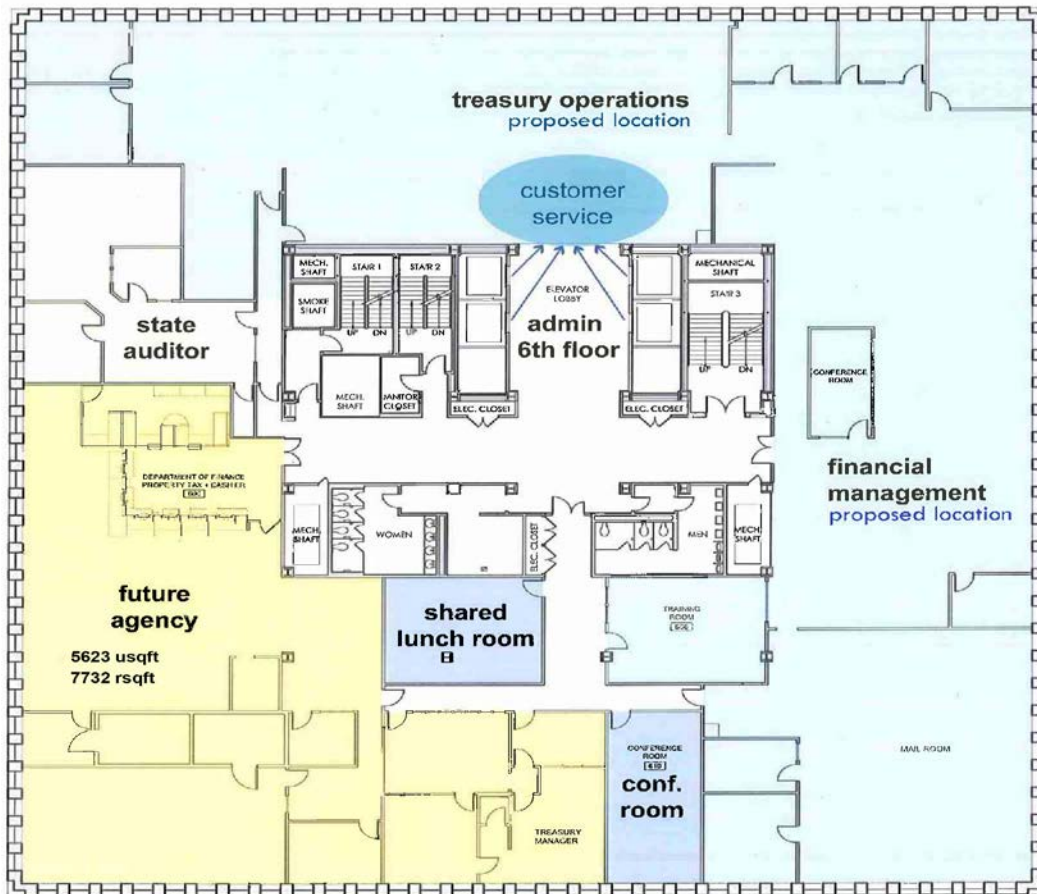 treasury operations
proposed location
customer
service
MECH.
SHAFT
STAIR 1
STAIR 2
MECHANICAL
SHAFT
SMOKE
SHAFT
ELEVATOR
LOBBY
STAIR 3
state
auditor
UP
DN
UP
DN
admin
6th floor
UP
DN
CONFERENCE
ROOM
MECH.
SHAFT
JANITOR
CLOSET
ELEC. CLOSET
ELEC. CLOSET
DEPARTMENT OF FINANCE
PROPERTY TAX + CASHIER
financial
management
proposed location
MECH.
SHAFT
WOMEN
ELEC. CLOSET
MEN
MECH.
SHAFT
future
agency
5623 usqft
7732 rsqft
shared
lunch room
TRAINING
ROOM
CONFERENCE
ROOM
conf.
room
MAIL ROOM
TREASURY
MANAGER